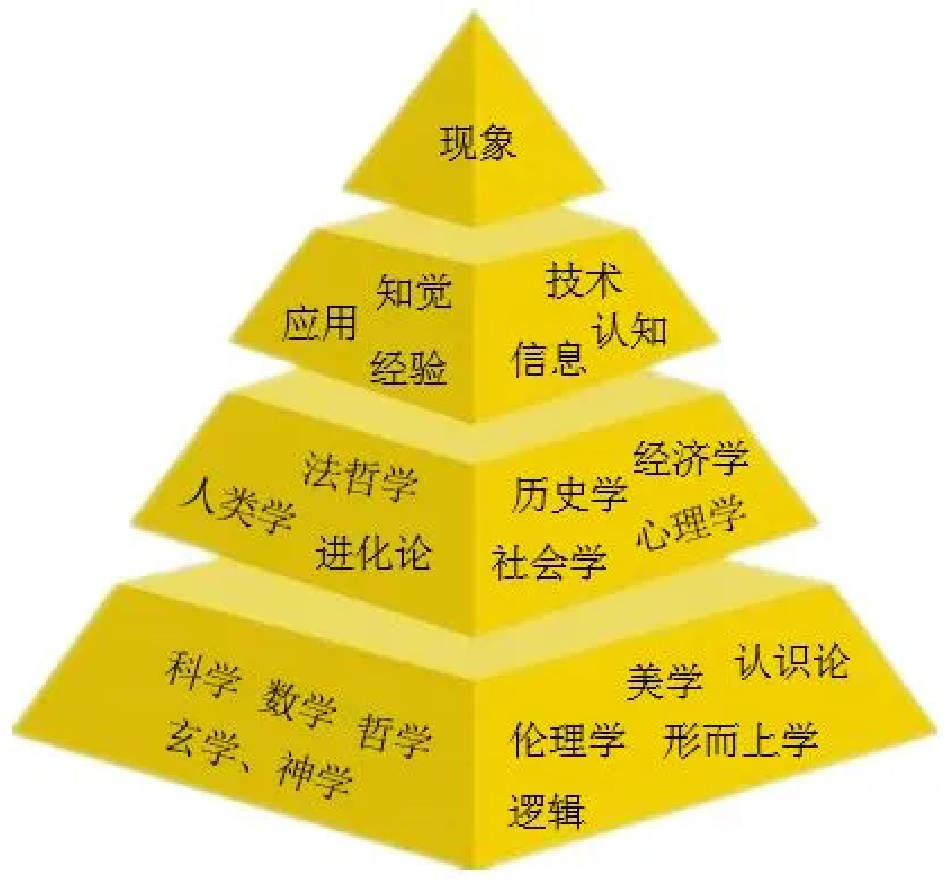 现象
知觉
应用
经验
技术
认知
信息
法哲学
人类学
进化论
经济学
历史学
心理学
社会学
科学 数学 哲学
玄学、神学
美学 认识论
伦理学 形而上学
逻辑